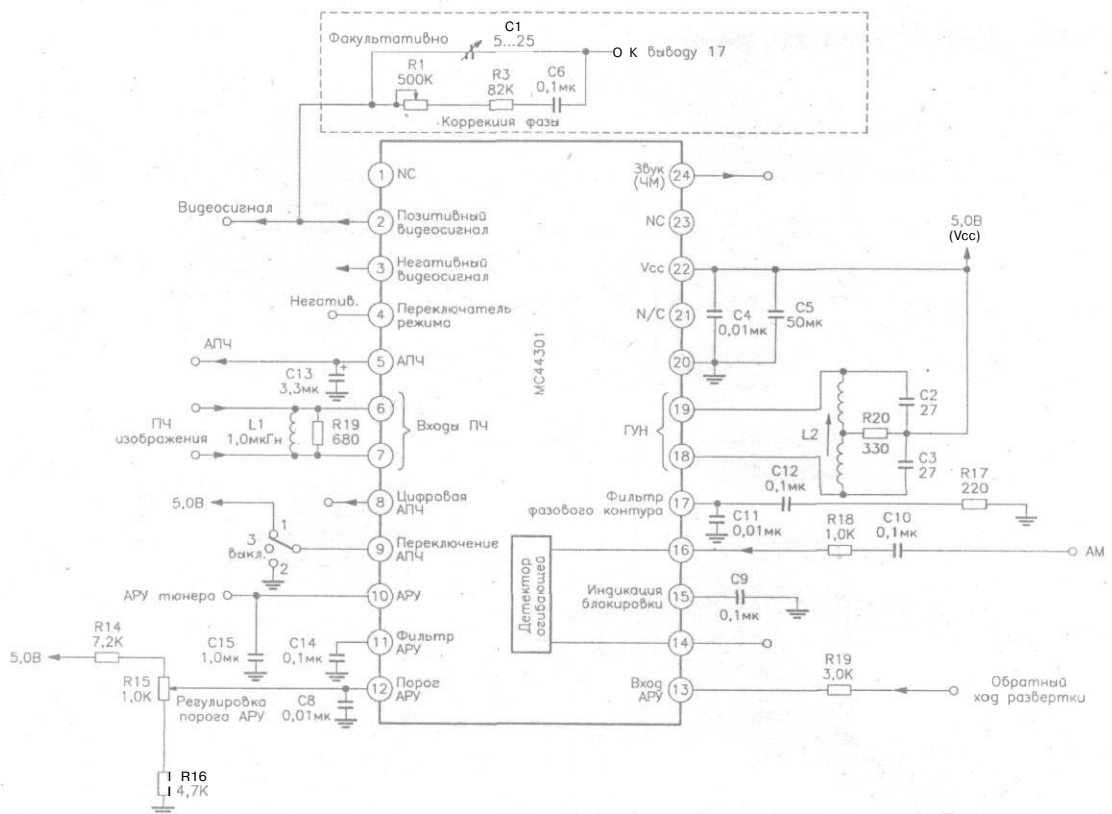 Факультативно
C1
5...25
О К выводу 17
R1
500K
R3
82K
C6
0,1мк
Коррекция фазы
1
NC
Звук
(ЧМ)
24
Видеосигнал
2
Позитивный
видеосигнал
NC
23
5,0В
(Vcc)
3
Негативный
видеосигнал
Vcc
22
Негатив.
4
Переключатель
режима
N/C
21
C4
0,01мк
C5
50мк
АПЧ
5
АПЧ
C13
+
3,3мк
MC44301
20
ПЧ
изображения
L1
1,0мкГн
R19
680
6
7
Входы ПЧ
ГУН
19
18
L2
R20
330
C2
27
C3
27
8
Цифровая
АПЧ
Фильтр
фазового контура
17
C12
0,1мк
R17
220
C11
0,01мк
5,0В
1
3
выкл.
2
9
Переключение
АПЧ
16
R18
1,0K
C10
0,1мк
АМ
Детектор
огибающей
АРУ тюнера
10
АРУ
Индикация
блокировки
15
C9
0,1мк
C15
1,0мк
C14
0,1мк
11
Фильтр
АРУ
14
R14
7,2K
5,0В
R15
1,0K
Регулировка
порога АРУ
C8
0,01мк
12
Порог
АРУ
Вход
АРУ
13
R19
3,0K
Обратный
ход развертки
R16
4,7K